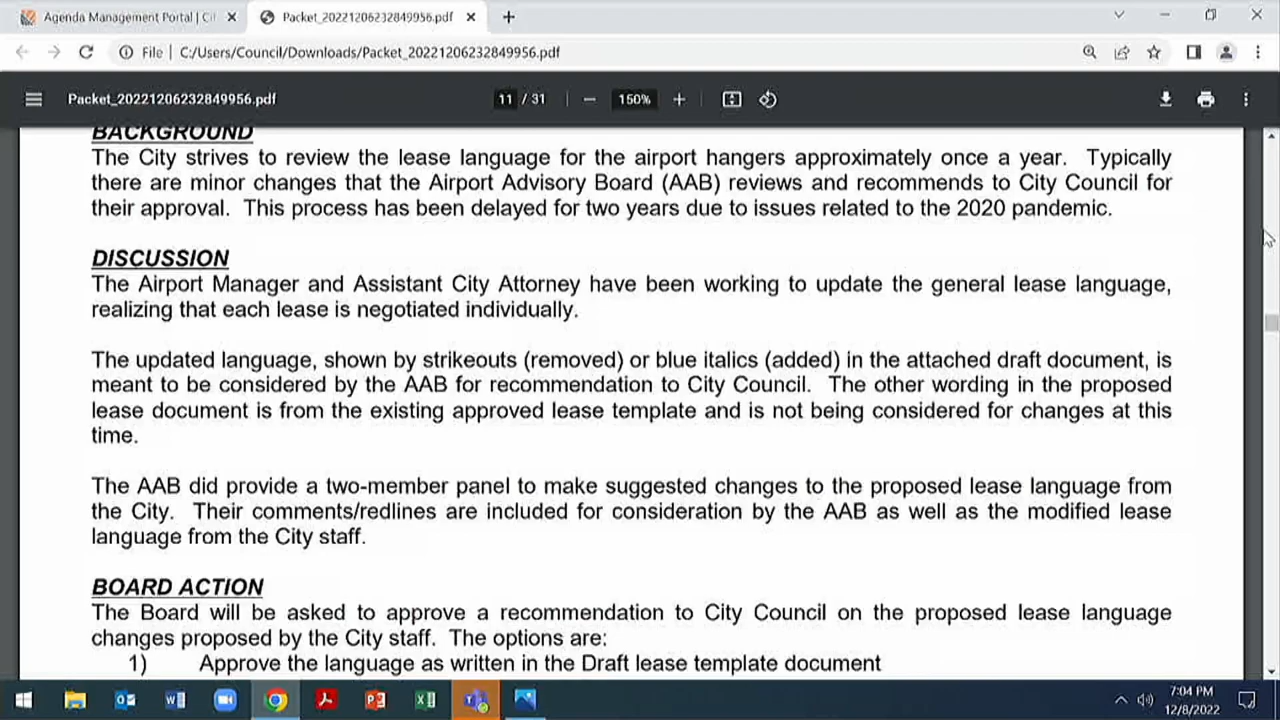 Agenda Management Portal | Cit
Packet_20221206232849956.pdf
File | C:/Users/Council/Downloads/Packet_20221206232849956.pdf
Packet_20221206232849956.pdf
11 / 31
150%
BACKGROUND
The City strives to review the lease language for the airport hangers approximately once a year. Typically
there are minor changes that the Airport Advisory Board (AAB) reviews and recommends to City Council for
their approval. This process has been delayed for two years due to issues related to the 2020 pandemic.
DISCUSSION
The Airport Manager and Assistant City Attorney have been working to update the general lease language,
realizing that each lease is negotiated individually.
The updated language, shown by strikeouts (removed) or blue italics (added) in the attached draft document, is
meant to be considered by the AAB for recommendation to City Council. The other wording in the proposed
lease document is from the existing approved lease template and is not being considered for changes at this
time.
The AAB did provide a two-member panel to make suggested changes to the proposed lease language from
the City. Their comments/redlines are included for consideration by the AAB as well as the modified lease
language from the City staff.
BOARD ACTION
The Board will be asked to approve a recommendation to City Council on the proposed lease language
changes proposed by the City staff. The options are:
1) Approve the language as written in the Draft lease template document
7:04 PM
12/8/2022